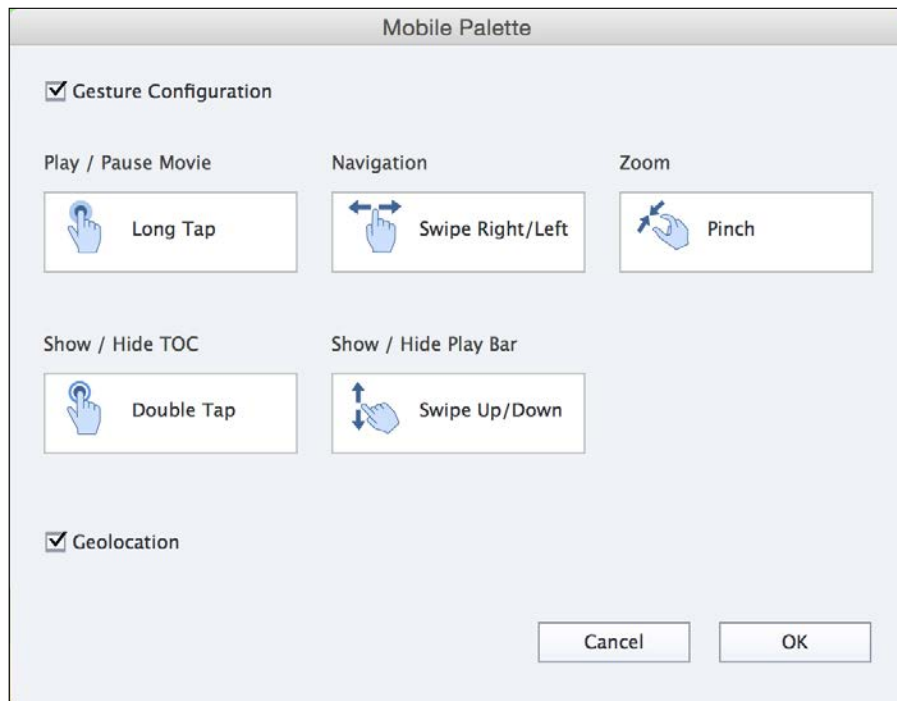 Mobile Palette
Gesture Configuration
Play / Pause Movie
Navigation
Zoom
Long Tap
Swipe Right/Left
Pinch
Show / Hide TOC
Show / Hide Play Bar
Double Tap
Swipe Up/Down
Geolocation
Cancel
OK